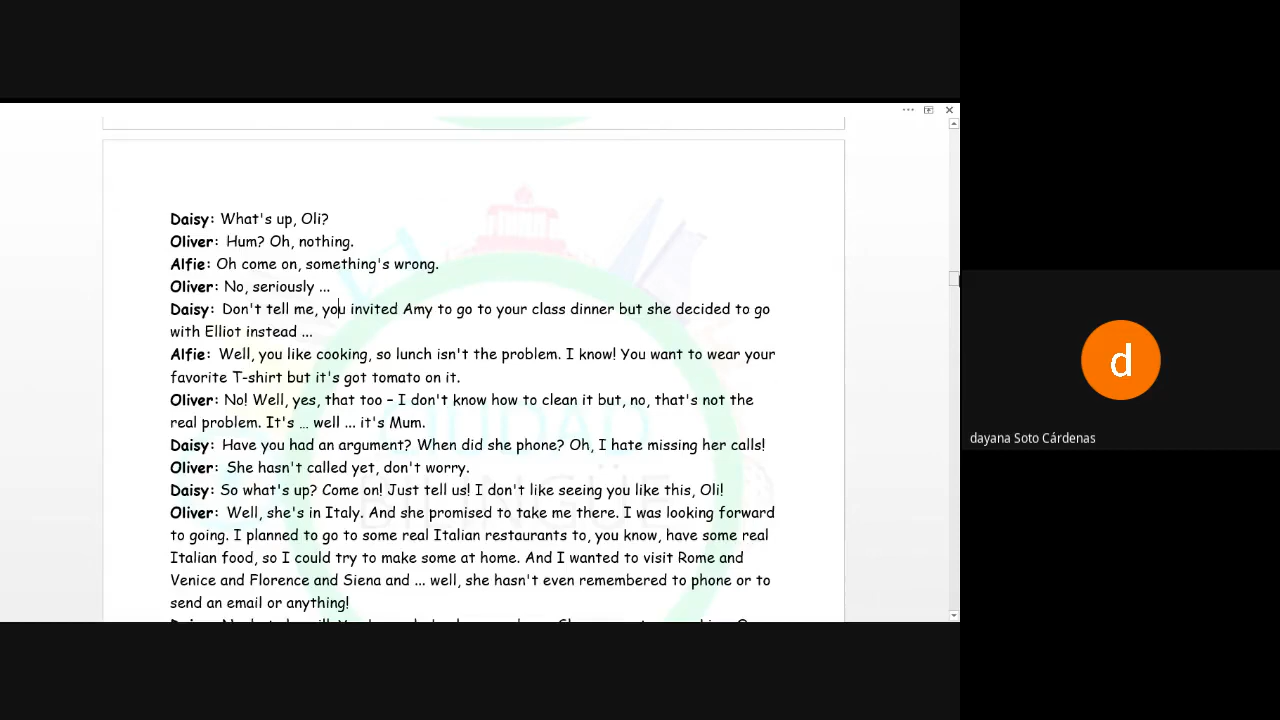 Daisy: What's up, Oli?
Oliver: Hum? Oh, nothing.
Alfie: Oh come on, something's wrong.
Oliver: No, seriously ...
Daisy: Don't tell me, you invited Amy to go to your class dinner but she decided to go
with Elliot instead ...
Alfie: Well, you like cooking, so lunch isn't the problem. I know! You want to wear your
favorite T-shirt but it's got tomato on it.
Oliver: No! Well, yes, that too – I don't know how to clean it but, no, that's not the
real problem. It's … well ... it's Mum.
Daisy: Have you had an argument? When did she phone? Oh, I hate missing her calls!
Oliver: She hasn't called yet, don't worry.
Daisy: So what's up? Come on! Just tell us! I don't like seeing you like this, Oli!
Oliver: Well, she's in Italy. And she promised to take me there. I was looking forward
to going. I planned to go to some real Italian restaurants to, you know, have some real
Italian food, so I could try to make some at home. And I wanted to visit Rome and
Venice and Florence and Siena and ... well, she hasn't even remembered to phone or to
send an email or anything!
BILINGÜE
d
dayana Soto Cárdenas